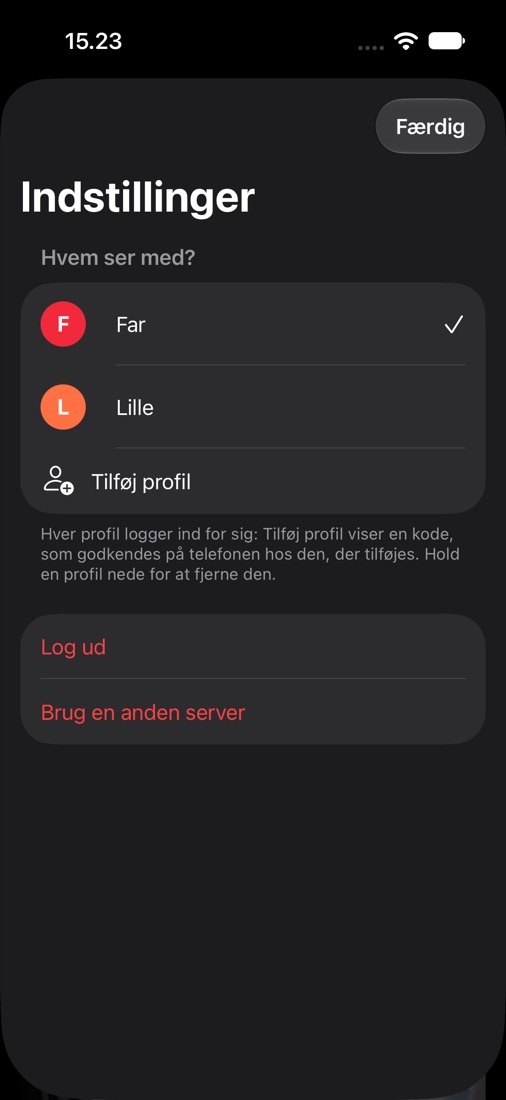 15.23
Færdig
Indstillinger
Hvem ser med?
F
Far
L
Lille
Tilføj profil
Hver profil logger ind for sig: Tilføj profil viser en kode,
som godkendes på telefonen hos den, der tilføjes. Hold
en profil nede for at fjerne den.
Log ud
Brug en anden server